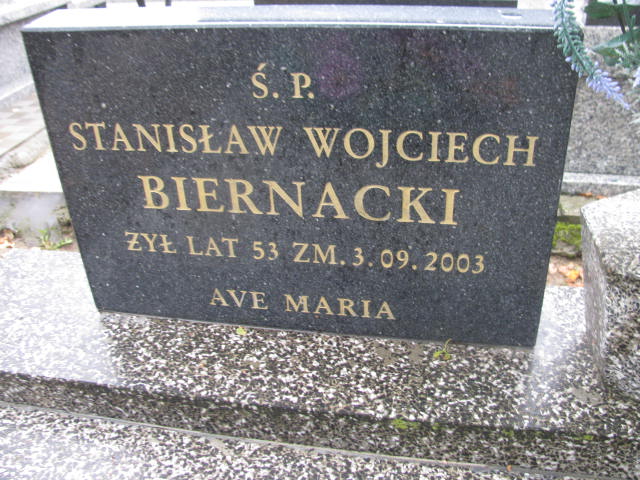 Ś. P.
STANISŁAW WOJCIECH
BIERNACKI
ŻYŁ LAT 53 ZM. 3.09.2003
AVE MARIA